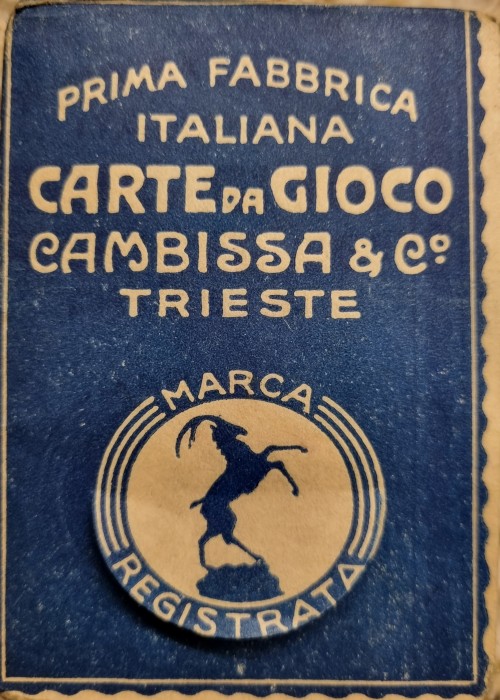 PRIMA FABBRICA
ITALIANA
CARTE DA GIOCO
CAMBISSA & Cº
TRIESTE
MARCA
REGISTRATA